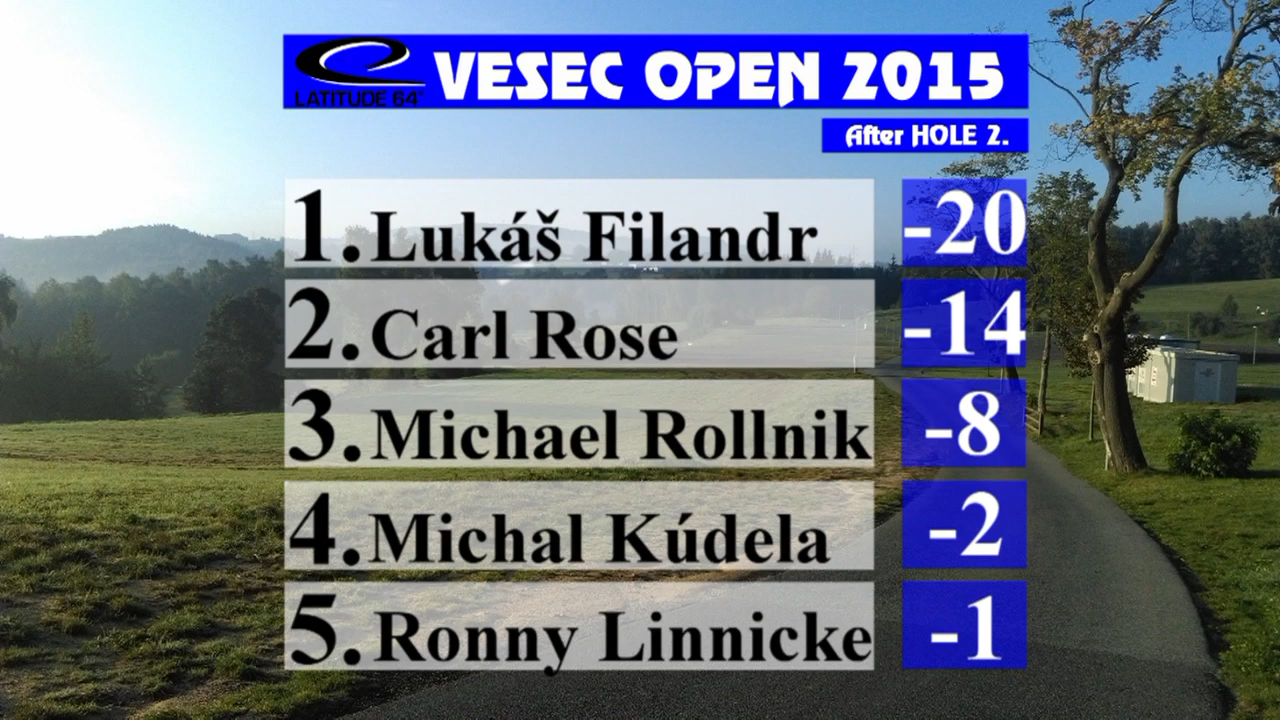 LATITUDE 64° VESEC OPEN 2015
After HOLE 2.
1. Lukáš Filandr -20
2. Carl Rose -14
3. Michael Rollnik -8
4. Michal Kúdela -2
5. Ronny Linnicke -1